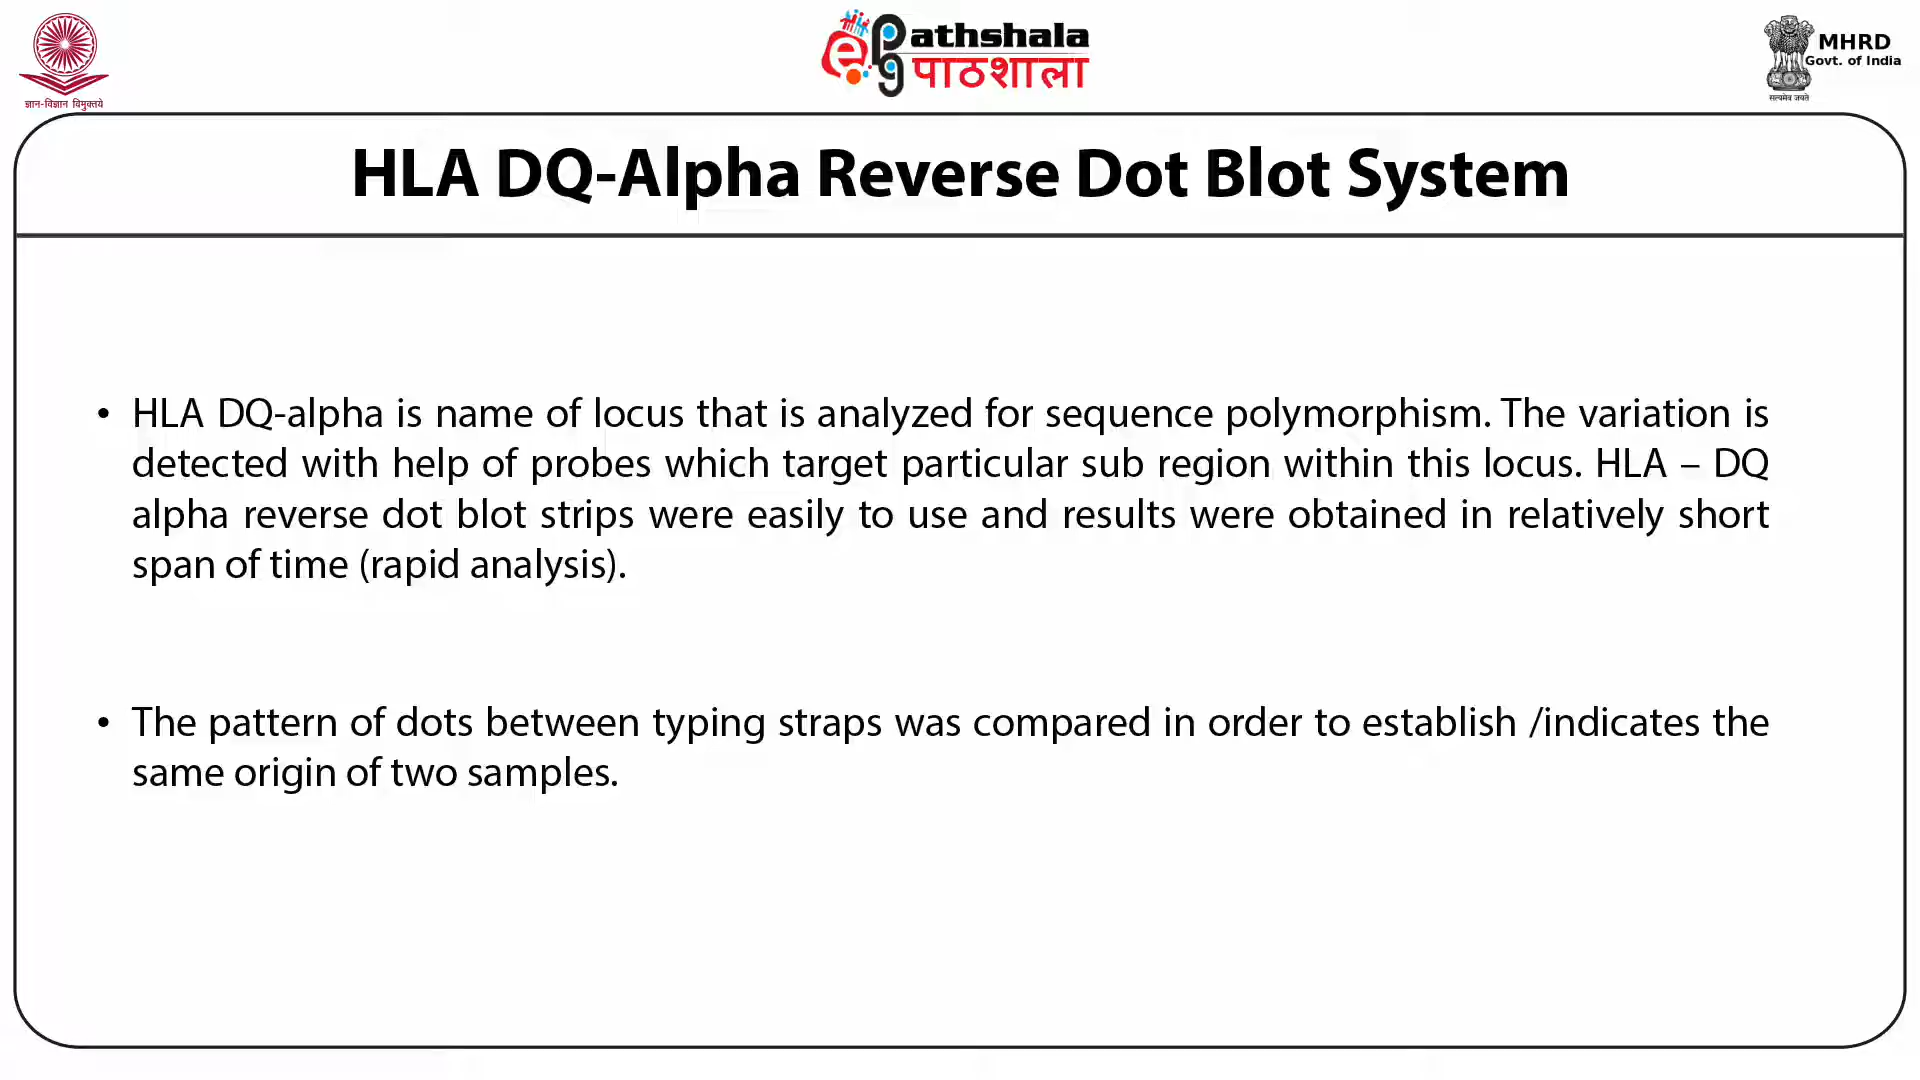 ज्ञान-विज्ञान विमुक्तये
ePathshala
पाठशाला
MHRD
Govt. of India
सत्यमेव जयते
HLA DQ-Alpha Reverse Dot Blot System
• HLA DQ-alpha is name of locus that is analyzed for sequence polymorphism. The variation is
detected with help of probes which target particular sub region within this locus. HLA – DQ
alpha reverse dot blot strips were easily to use and results were obtained in relatively short
span of time (rapid analysis).
• The pattern of dots between typing straps was compared in order to establish /indicates the
same origin of two samples.